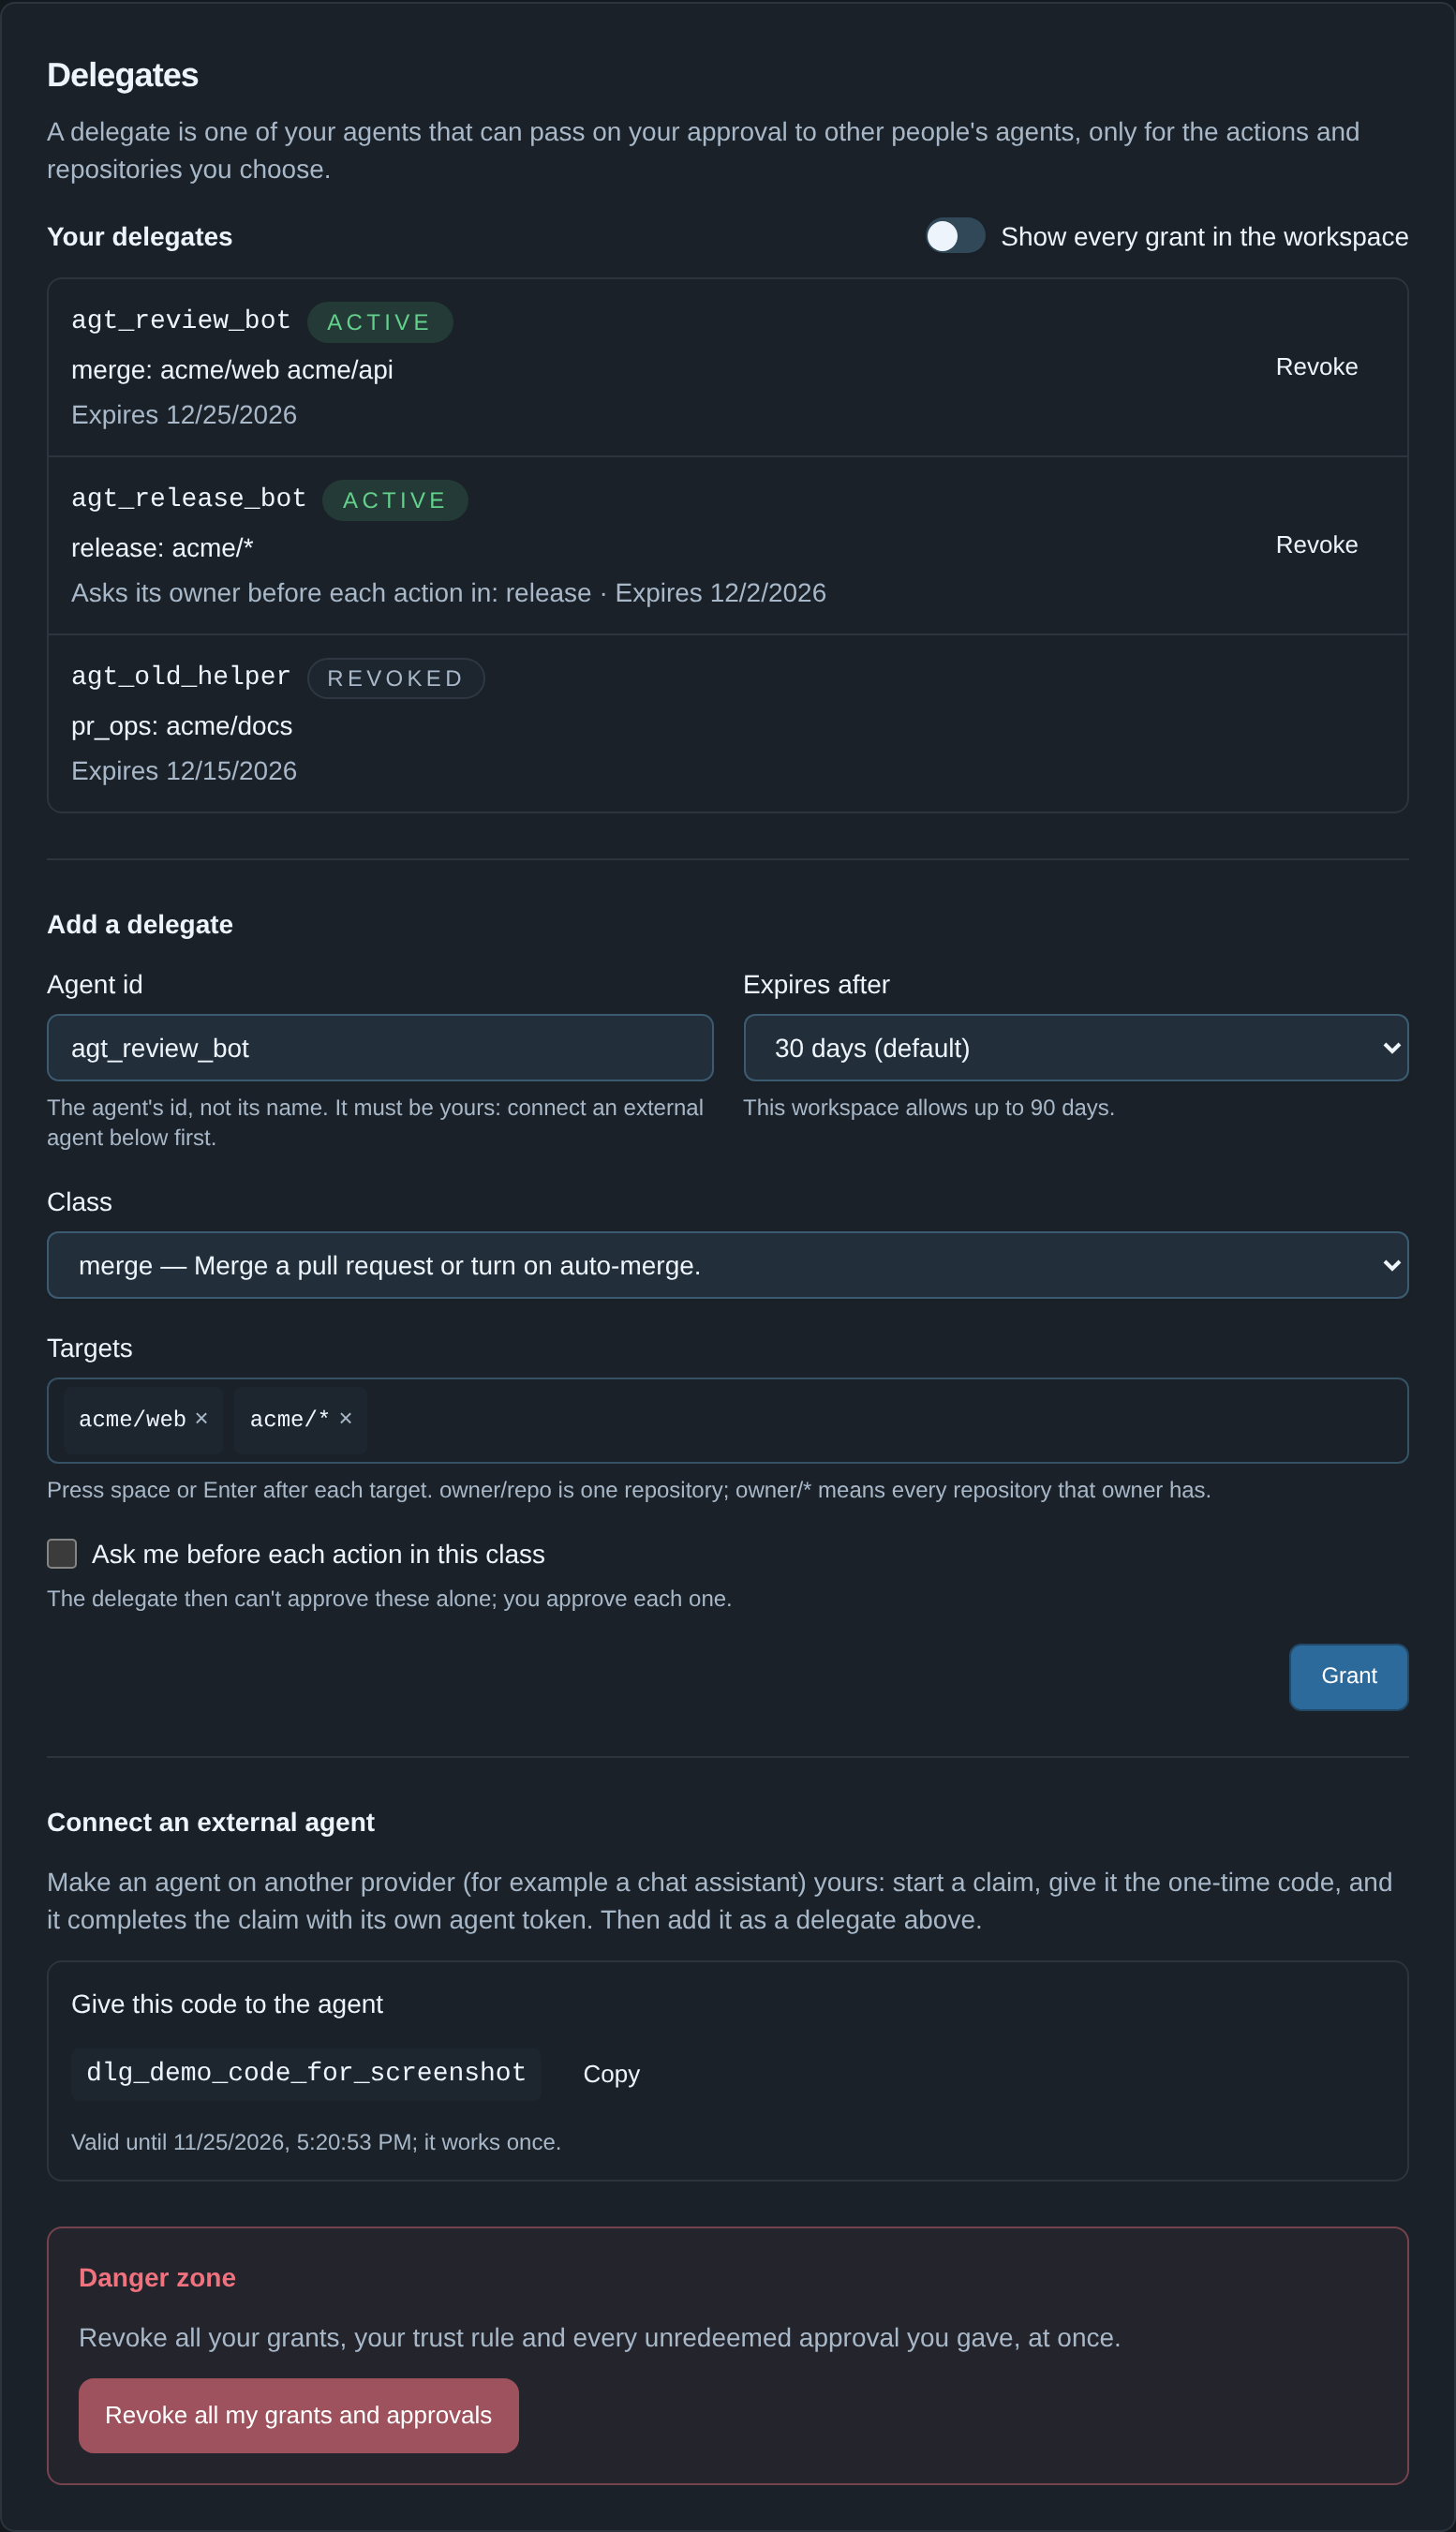 Delegates
A delegate is one of your agents that can pass on your approval to other people's agents, only for the actions and
repositories you choose.
Your delegates
Show every grant in the workspace
agt_review_bot ACTIVE
merge: acme/web acme/api
Revoke
Expires 12/25/2026
agt_release_bot ACTIVE
release: acme/*
Revoke
Asks its owner before each action in: release · Expires 12/2/2026
agt_old_helper REVOKED
pr_ops: acme/docs
Expires 12/15/2026
Add a delegate
Agent id
Expires after
agt_review_bot
30 days (default)
The agent's id, not its name. It must be yours: connect an external
agent below first.
This workspace allows up to 90 days.
Class
merge — Merge a pull request or turn on auto-merge.
Targets
acme/web × acme/* ×
Press space or Enter after each target. owner/repo is one repository; owner/* means every repository that owner has.
Ask me before each action in this class
The delegate then can't approve these alone; you approve each one.
Grant
Connect an external agent
Make an agent on another provider (for example a chat assistant) yours: start a claim, give it the one-time code, and
it completes the claim with its own agent token. Then add it as a delegate above.
Give this code to the agent
dlg_demo_code_for_screenshot Copy
Valid until 11/25/2026, 5:20:53 PM; it works once.
Danger zone
Revoke all your grants, your trust rule and every unredeemed approval you gave, at once.
Revoke all my grants and approvals